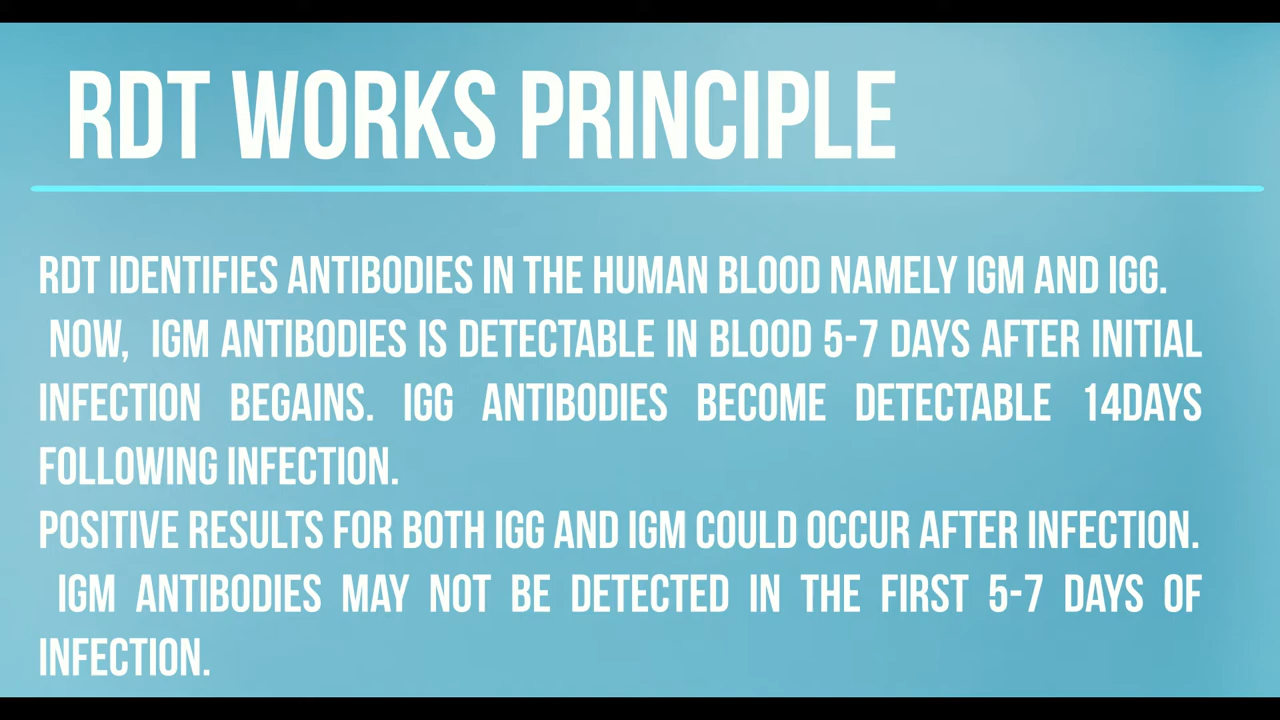 RDT WORKS PRINCIPLE
RDT IDENTIFIES ANTIBODIES IN THE HUMAN BLOOD NAMELY IGM AND IGG.
NOW, IGM ANTIBODIES IS DETECTABLE IN BLOOD 5-7 DAYS AFTER INITIAL
INFECTION BEGAINS. IGG ANTIBODIES BECOME DETECTABLE 14DAYS
FOLLOWING INFECTION.
POSITIVE RESULTS FOR BOTH IGG AND IGM COULD OCCUR AFTER INFECTION.
IGM ANTIBODIES MAY NOT BE DETECTED IN THE FIRST 5-7 DAYS OF
INFECTION.